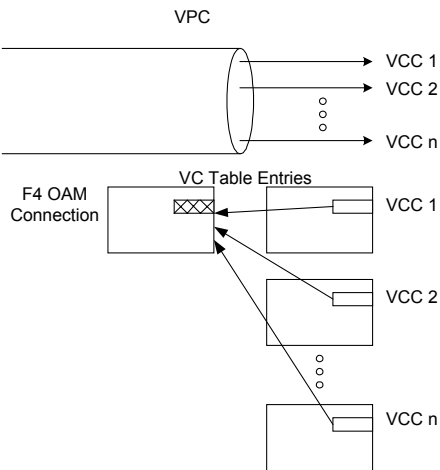 VPC
VCC 1
VCC 2
VCC n
VC Table Entries
F4 OAM
Connection
VCC 1
VCC 2
VCC n